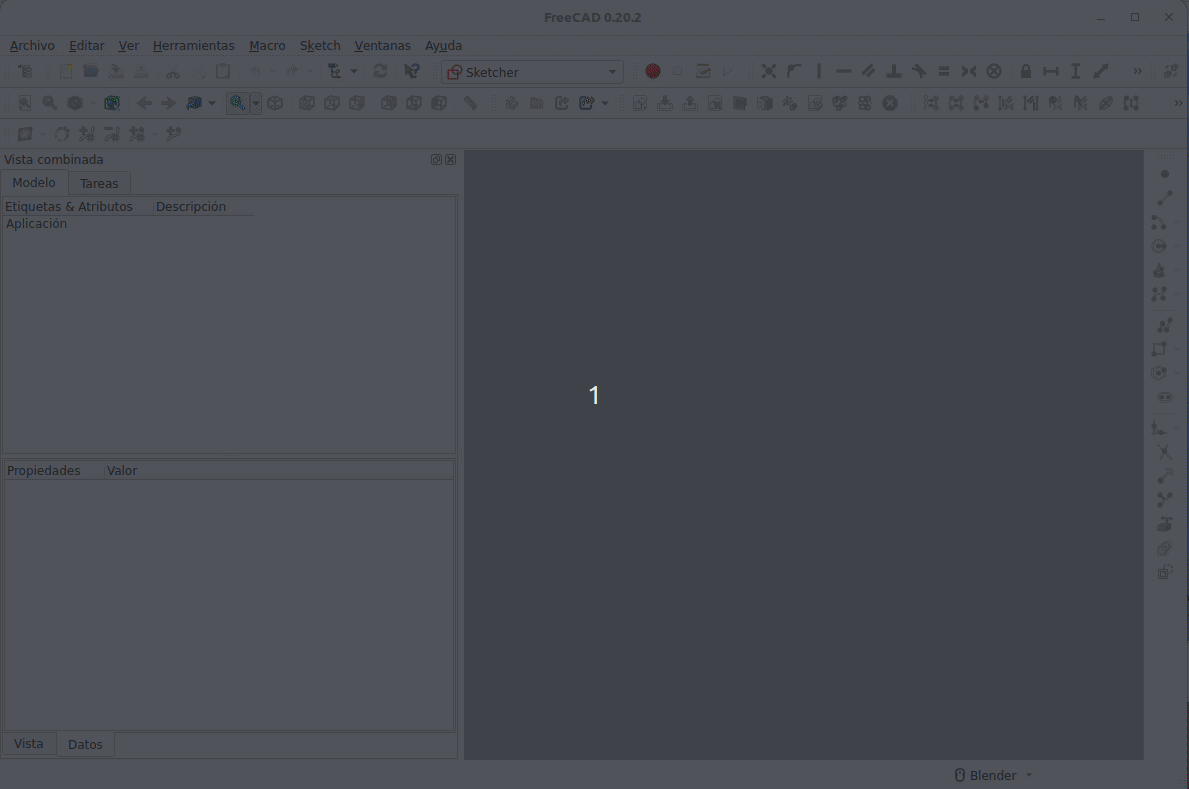 FreeCAD 0.20.2
Archivo Editar Ver Herramientas Macro Sketch Ventanas Ayuda
Sketcher
Vista combinada
Modelo Tareas
Etiquetas & Atributos Descripción
Aplicación
1
Propiedades Valor
Vista Datos
Blender